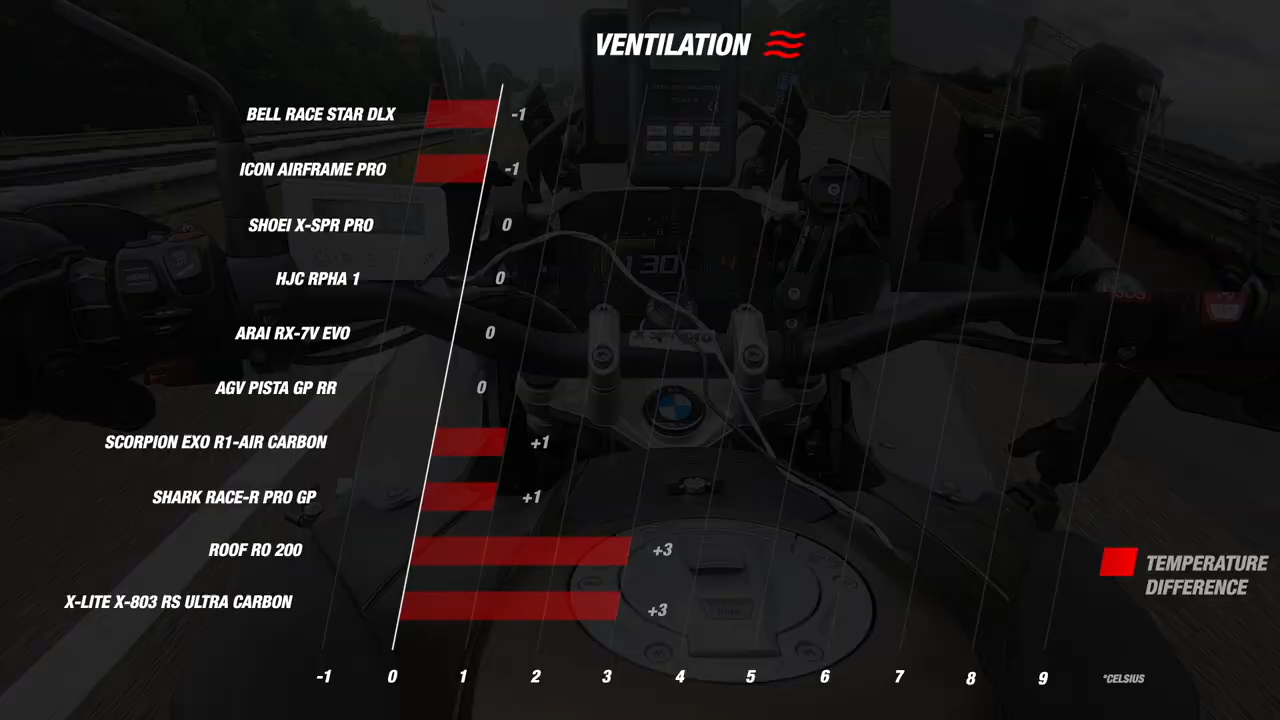 VENTILATION
BELL RACE STAR DLX -1
ICON AIRFRAME PRO -1
SHOEI X-SPR PRO 0
HJC RPHA 1 0
ARAI RX-7V EVO 0
AGV PISTA GP RR 0
SCORPION EXO R1-AIR CARBON +1
SHARK RACE-R PRO GP +1
ROOF RO 200 +3
X-LITE X-803 RS ULTRA CARBON +3
TEMPERATURE
DIFFERENCE
-1 0 1 2 3 4 5 6 7 8 9 °CELSIUS
130
4
MENU